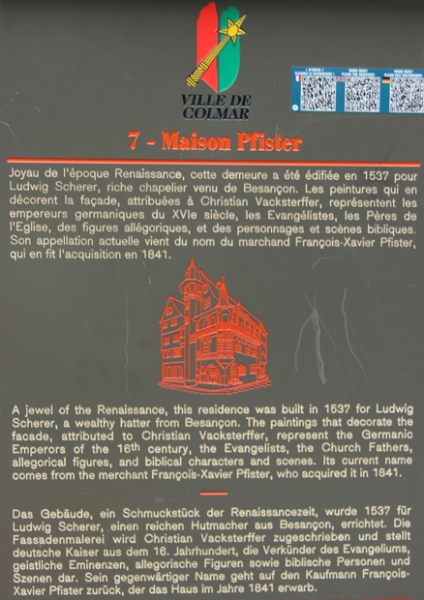 VILLE DE
COLMAR
7 - Maison Pfister
Joyau de l'époque Renaissance, cette demeure a été édifiée en 1537 pour
Ludwig Scherer, riche chapelier venu de Besançon. Les peintures qui en
décorent la façade, attribuées à Christian Vacksterffer, représentent les
empereurs germaniques du XVIe siècle, les Evangélistes, les Pères de
l'Eglise, des figures allégoriques, et des personnages et scènes bibliques.
Son appellation actuelle vient du nom du marchand François-Xavier Pfister,
qui en fit l'acquisition en 1841.
A jewel of the Renaissance, this residence was built in 1537 for Ludwig
Scherer, a wealthy hatter from Besançon. The paintings that decorate the
facade, attributed to Christian Vacksterffer, represent the Germanic
Emperors of the 16th century, the Evangelists, the Church Fathers,
allegorical figures, and biblical characters and scenes. Its current name
comes from the merchant François-Xavier Pfister, who acquired it in 1841.
Das Gebäude, ein Schmuckstück der Renaissancezeit, wurde 1537 für
Ludwig Scherer, einen reichen Hutmacher aus Besançon, errichtet. Die
Fassadenmalerei wird Christian Vacksterffer zugeschrieben und stellt
deutsche Kaiser aus dem 16. Jahrhundert, die Verkünder des Evangeliums,
geistliche Eminenzen, allegorische Figuren sowie biblische Personen und
Szenen dar. Sein gegenwärtiger Name geht auf den Kaufmann François-
Xavier Pfister zurück, der das Haus im Jahre 1841 erwarb.